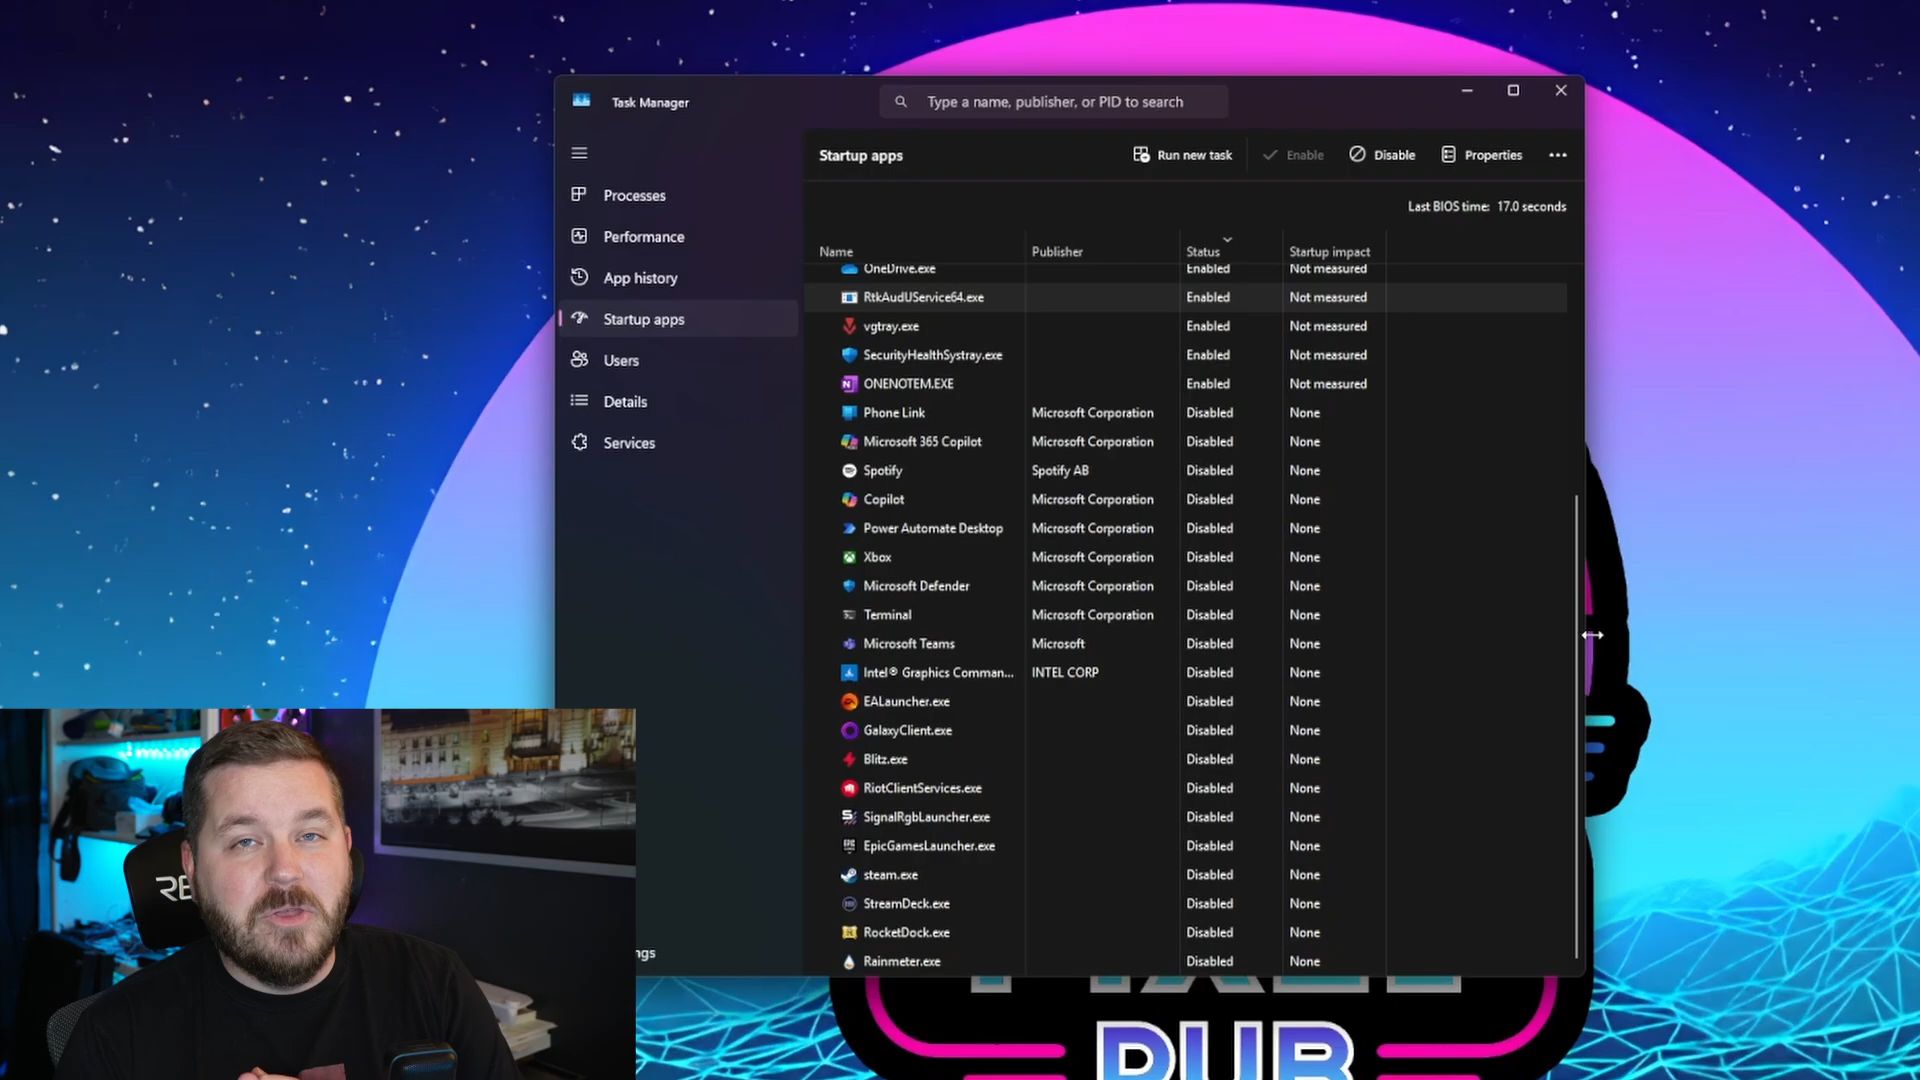 Task Manager
Type a name, publisher, or PID to search
Startup apps
Run new task
Enable
Disable
Properties
Processes
Performance
App history
Startup apps
Users
Details
Services
Last BIOS time: 17.0 seconds
Name Publisher Status Startup impact
OneDrive.exe Enabled Not measured
RtkAudUService64.exe Enabled Not measured
vgtray.exe Enabled Not measured
SecurityHealthSystray.exe Enabled Not measured
ONENOTEM.EXE Enabled Not measured
Phone Link Microsoft Corporation Disabled None
Microsoft 365 Copilot Microsoft Corporation Disabled None
Spotify Spotify AB Disabled None
Copilot Microsoft Corporation Disabled None
Power Automate Desktop Microsoft Corporation Disabled None
Xbox Microsoft Corporation Disabled None
Microsoft Defender Microsoft Corporation Disabled None
Terminal Microsoft Corporation Disabled None
Microsoft Teams Microsoft Disabled None
Intel® Graphics Comman... INTEL CORP Disabled None
EALauncher.exe Disabled None
GalaxyClient.exe Disabled None
Blitz.exe Disabled None
RiotClientServices.exe Disabled None
SignalRgbLauncher.exe Disabled None
EpicGamesLauncher.exe Disabled None
steam.exe Disabled None
StreamDeck.exe Disabled None
RocketDock.exe Disabled None
Rainmeter.exe Disabled None
ngs
PUB